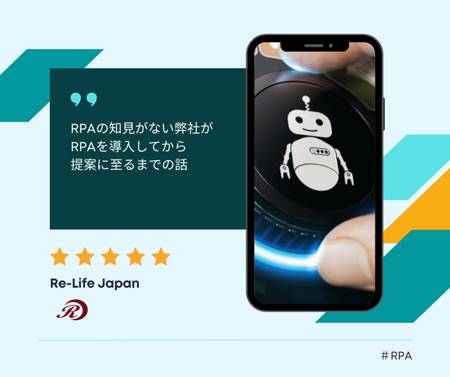 RPAの知見がない弊社が
RPAを導入してから
提案に至るまでの話
Re-Life Japan
R
#RPA